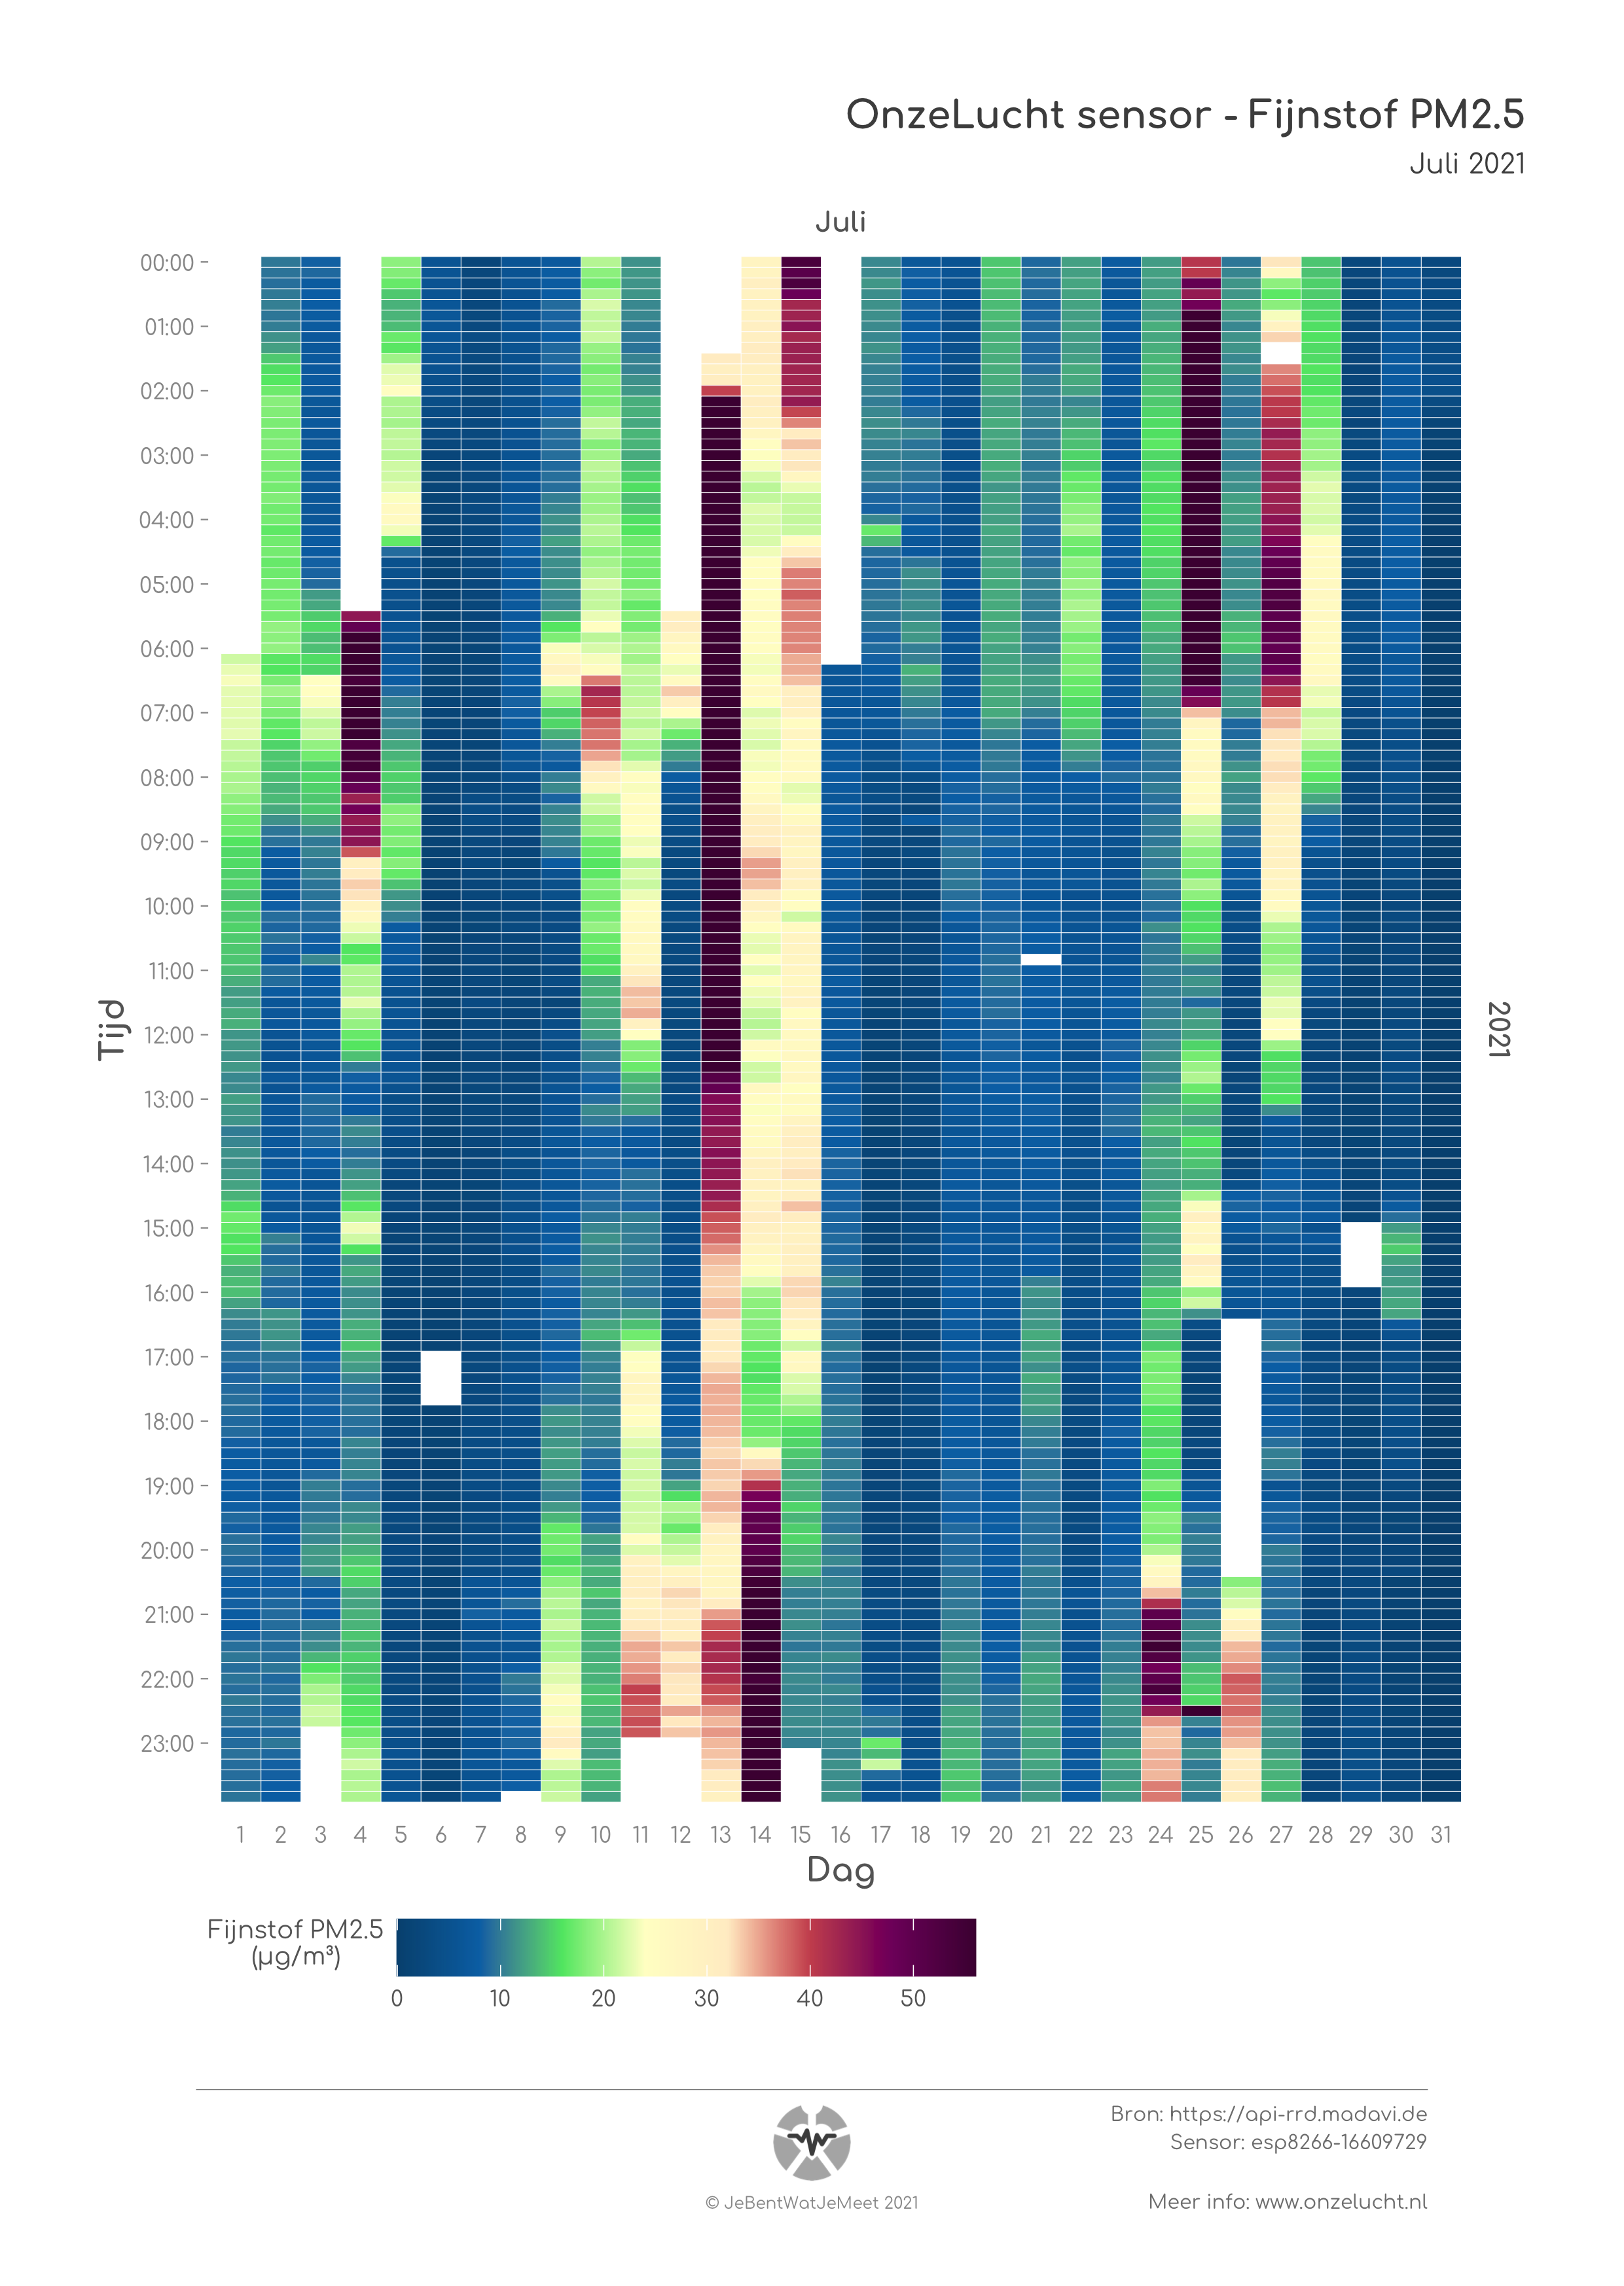 OnzeLucht sensor - Fijnstof PM2.5
Juli 2021
Juli
00:00
01:00
02:00
03:00
04:00
05:00
06:00
07:00
08:00
09:00
10:00
11:00
12:00
13:00
14:00
15:00
16:00
17:00
18:00
19:00
20:00
21:00
22:00
23:00
Tijd
2021
1 2 3 4 5 6 7 8 9 10 11 12 13 14 15 16 17 18 19 20 21 22 23 24 25 26 27 28 29 30 31
Dag
Fijnstof PM2.5
(µg/m³)
0 10 20 30 40 50
Bron: https://api-rrd.madavi.de
Sensor: esp8266-16609729
© JeBentWatJeMeet 2021
Meer info: www.onzelucht.nl